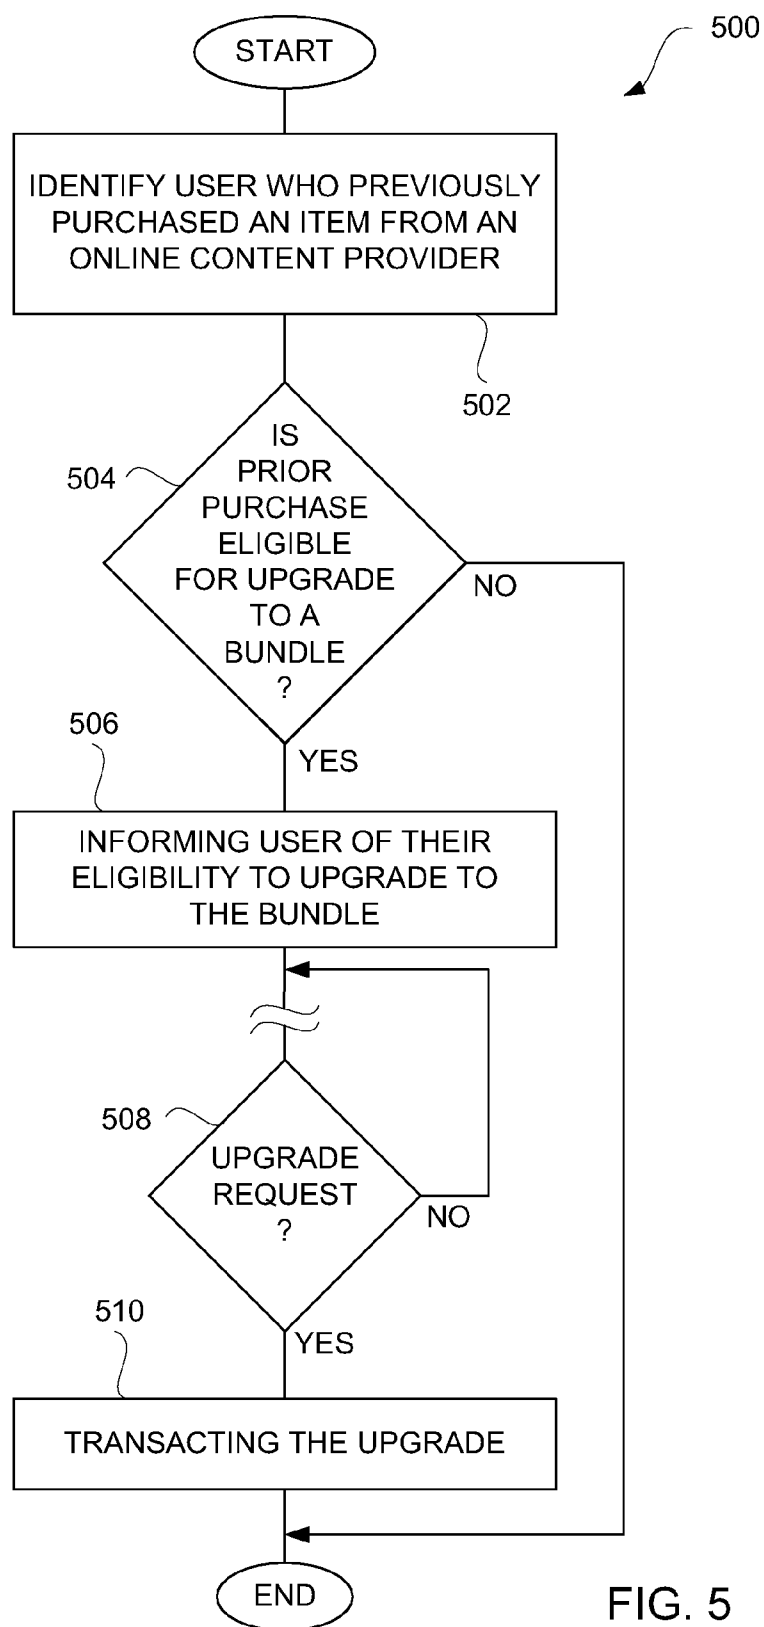 500
START
IDENTIFY USER WHO PREVIOUSLY
PURCHASED AN ITEM FROM AN
ONLINE CONTENT PROVIDER
502
504
IS
PRIOR
PURCHASE
ELIGIBLE
FOR UPGRADE
TO A
BUNDLE
?
NO
YES
506
INFORMING USER OF THEIR
ELIGIBILITY TO UPGRADE TO
THE BUNDLE
508
UPGRADE
REQUEST
?
NO
YES
510
TRANSACTING THE UPGRADE
END
FIG. 5